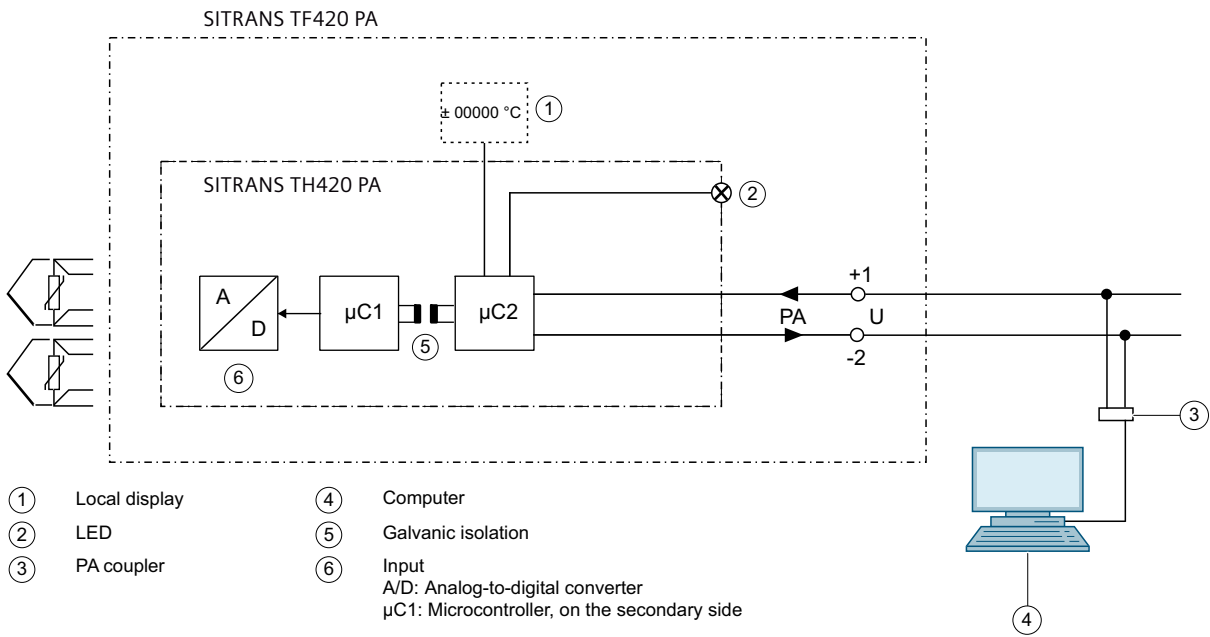 SITRANS TF420 PA
± 00000 °C
1
SITRANS TH420 PA
2
A
D
µC1
µC2
5
6
+1
PA
U
-2
3
1 Local display
2 LED
3 PA coupler
4 Computer
5 Galvanic isolation
6 Input
A/D: Analog-to-digital converter
µC1: Microcontroller, on the secondary side
4